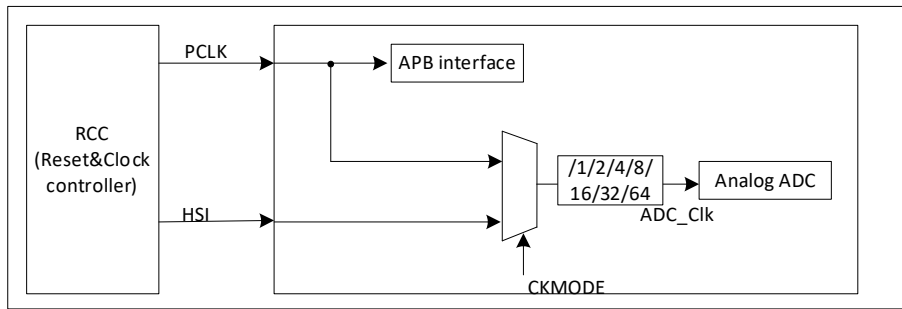 PCLK
APB interface
RCC
(Reset&Clock
controller)
/1/2/4/8/
16/32/64
Analog ADC
HSI
ADC_Clk
CKMODE